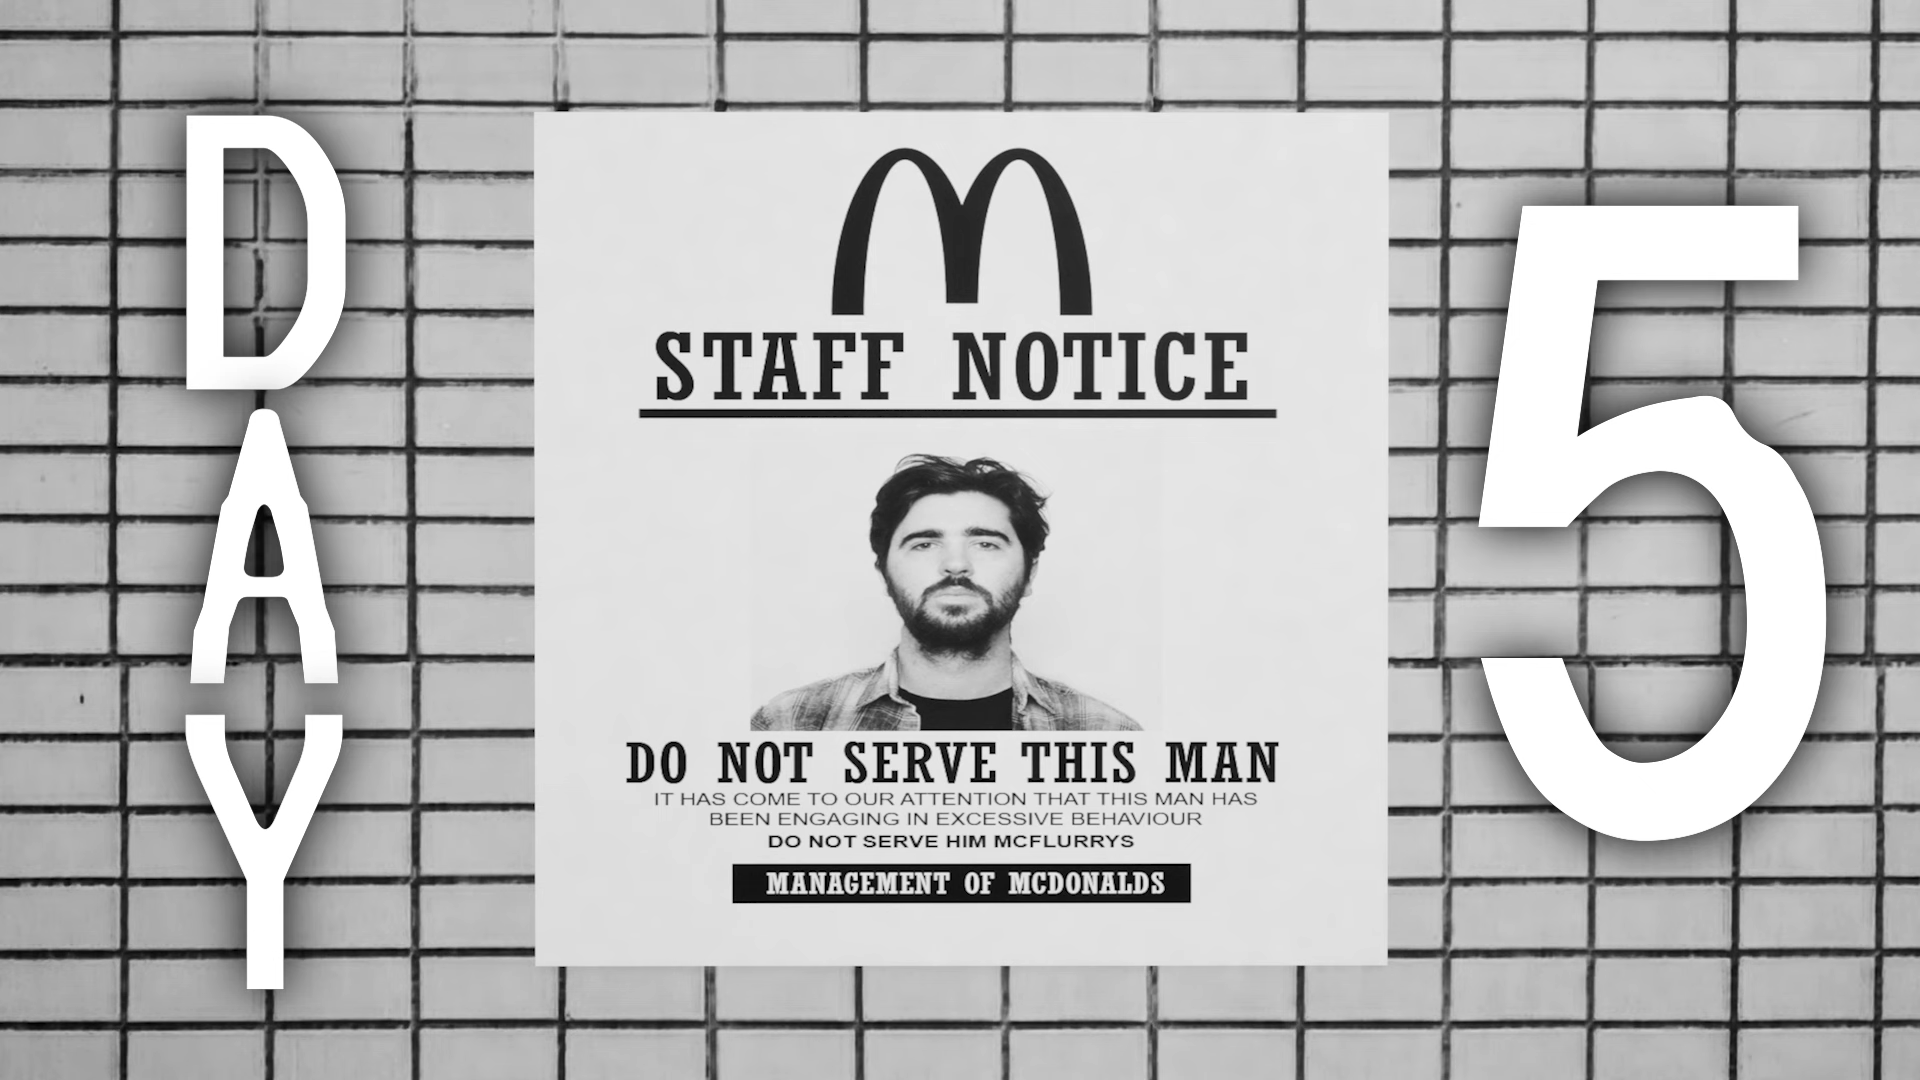 DAY
STAFF NOTICE
DO NOT SERVE THIS MAN
IT HAS COME TO OUR ATTENTION THAT THIS MAN HAS
BEEN ENGAGING IN EXCESSIVE BEHAVIOUR
DO NOT SERVE HIM MCFLURRYS
MANAGEMENT OF MCDONALDS
5